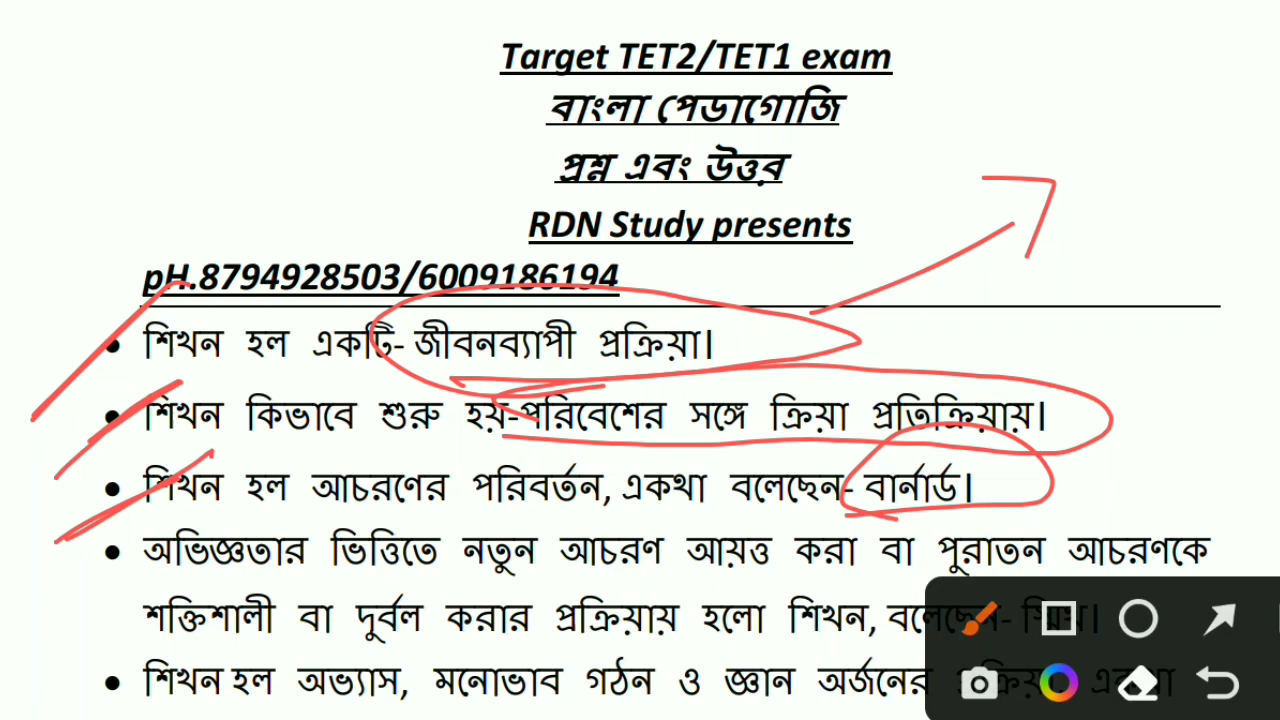 Target TET2/TET1 exam
বাংলা পেডাগোজি
প্রশ্ন এবং উত্তর
RDN Study presents
pH.8794928503/6009186194
• শিখন হল একটি- জীবনব্যাপী প্রক্রিয়া।
• শিখন কিভাবে শুরু হয়-পরিবেশের সঙ্গে ক্রিয়া প্রতিক্রিয়ায়।
• শিখন হল আচরণের পরিবর্তন, একথা বলেছেন- বার্নার্ড।
• অভিজ্ঞতার ভিত্তিতে নতুন আচরণ আয়ত্ত করা বা পুরাতন আচরণকে
শক্তিশালী বা দুর্বল করার প্রক্রিয়ায় হলো শিখন, বলেছেন- স্মিথ।
• শিখন হল অভ্যাস, মনোভাব গঠন ও জ্ঞান অর্জনের